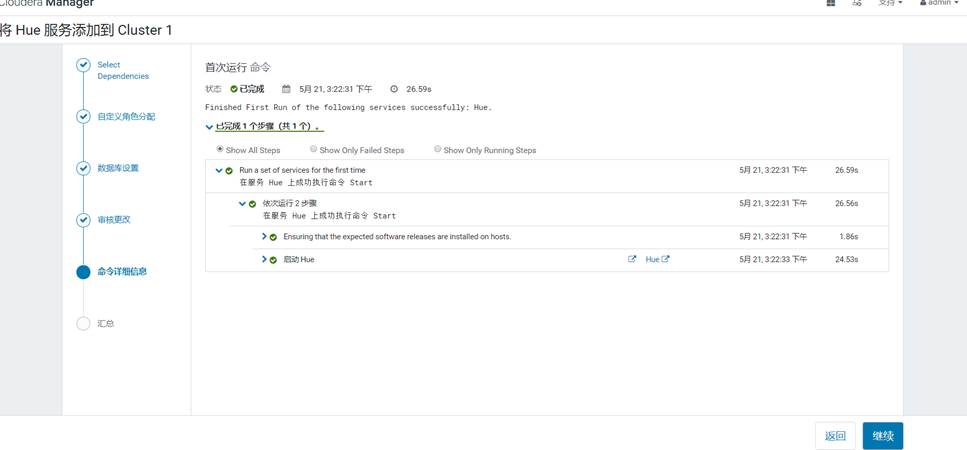 Cloudera Manager
支持 admin
将 Hue 服务添加到 Cluster 1
Select
Dependencies
自定义角色分配
数据库设置
审核更改
命令详细信息
汇总
首次运行 命令
状态 已完成 5月 21, 3:22:31 下午 26.59s
Finished First Run of the following services successfully: Hue.
已完成 1 个步骤（共 1 个）。
Show All Steps Show Only Failed Steps Show Only Running Steps
Run a set of services for the first time 5月 21, 3:22:31 下午 26.59s
在服务 Hue 上成功执行命令 Start
依次运行 2 步骤 5月 21, 3:22:31 下午 26.56s
在服务 Hue 上成功执行命令 Start
Ensuring that the expected software releases are installed on hosts. 5月 21, 3:22:31 下午 1.86s
启动 Hue Hue 5月 21, 3:22:33 下午 24.53s
返回 继续